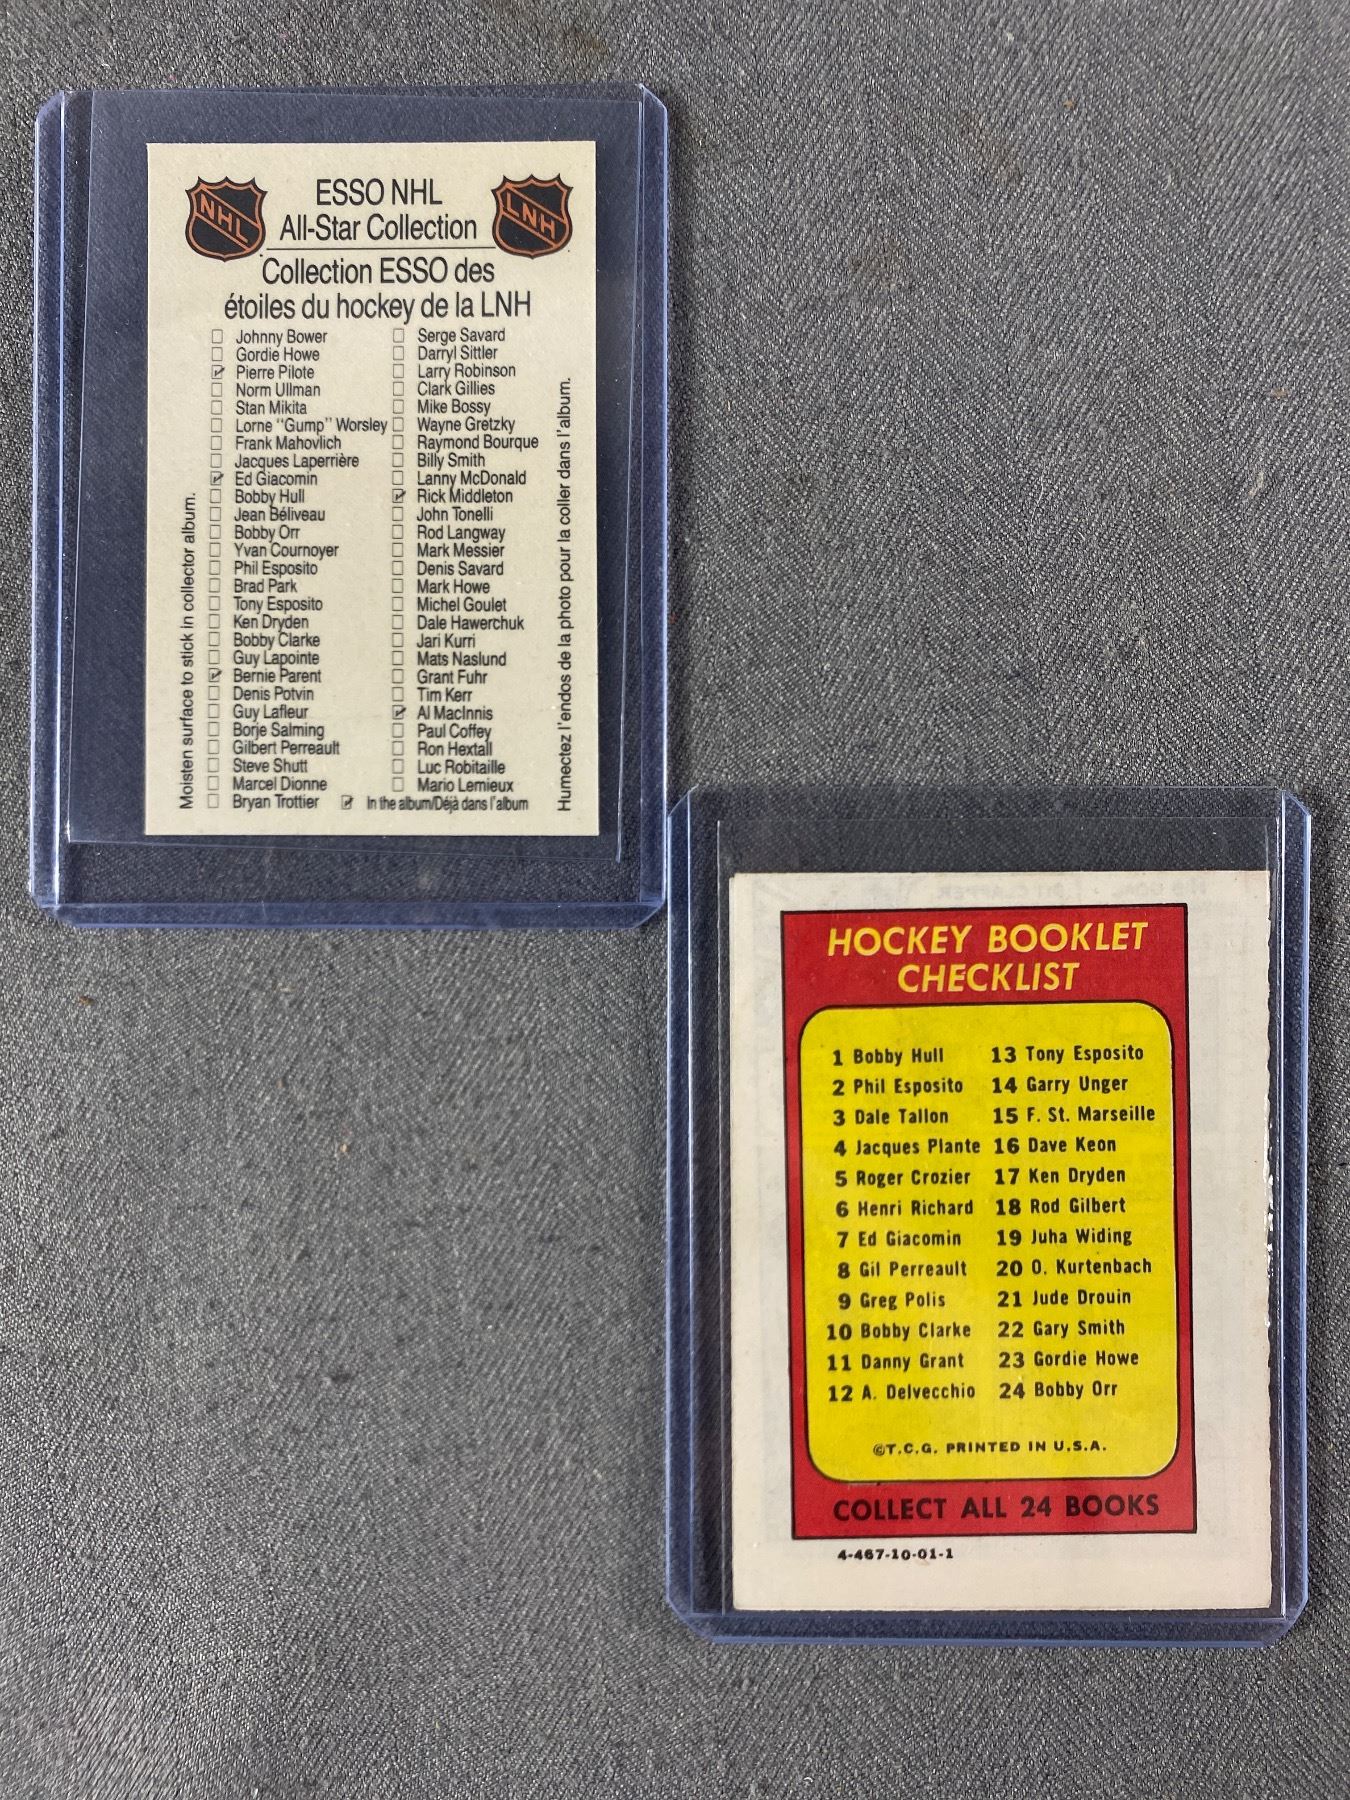 NHL
ESSO NHL
LNH
All-Star Collection
Collection ESSO des
étoiles du hockey de la LNH
Johnny Bower
Gordie Howe
Pierre Pilote
Norm Ullman
Stan Mikita
Lorne "Gump" Worsley
Frank Mahovlich
Jacques Laperrière
Ed Giacomin
Bobby Hull
Jean Béliveau
Bobby Orr
Yvan Cournoyer
Phil Esposito
Brad Park
Tony Esposito
Ken Dryden
Bobby Clarke
Guy Lapointe
Bernie Parent
Denis Potvin
Guy Lafleur
Borje Salming
Gilbert Perreault
Steve Shutt
Marcel Dionne
Bryan Trottier
Serge Savard
Darryl Sittler
Larry Robinson
Clark Gillies
Mike Bossy
Wayne Gretzky
Raymond Bourque
Billy Smith
Lanny McDonald
Rick Middleton
John Tonelli
Rod Langway
Mark Messier
Denis Savard
Mark Howe
Michel Goulet
Dale Hawerchuk
Jari Kurri
Mats Naslund
Grant Fuhr
Tim Kerr
Al MacInnis
Paul Coffey
Ron Hextall
Luc Robitaille
Mario Lemieux
In the album/Déjà dans l'album
Moisten surface to stick in collector album.
Humectez l'endos de la photo pour la coller dans l'album.
HOCKEY BOOKLET
CHECKLIST
1 Bobby Hull
2 Phil Esposito
3 Dale Tallon
4 Jacques Plante
5 Roger Crozier
6 Henri Richard
7 Ed Giacomin
8 Gil Perreault
9 Greg Polis
10 Bobby Clarke
11 Danny Grant
12 A. Delvecchio
13 Tony Esposito
14 Garry Unger
15 F. St. Marseille
16 Dave Keon
17 Ken Dryden
18 Rod Gilbert
19 Juha Widing
20 O. Kurtenbach
21 Jude Drouin
22 Gary Smith
23 Gordie Howe
24 Bobby Orr
©T.C.G. PRINTED IN U.S.A.
COLLECT ALL 24 BOOKS
4-467-10-01-1